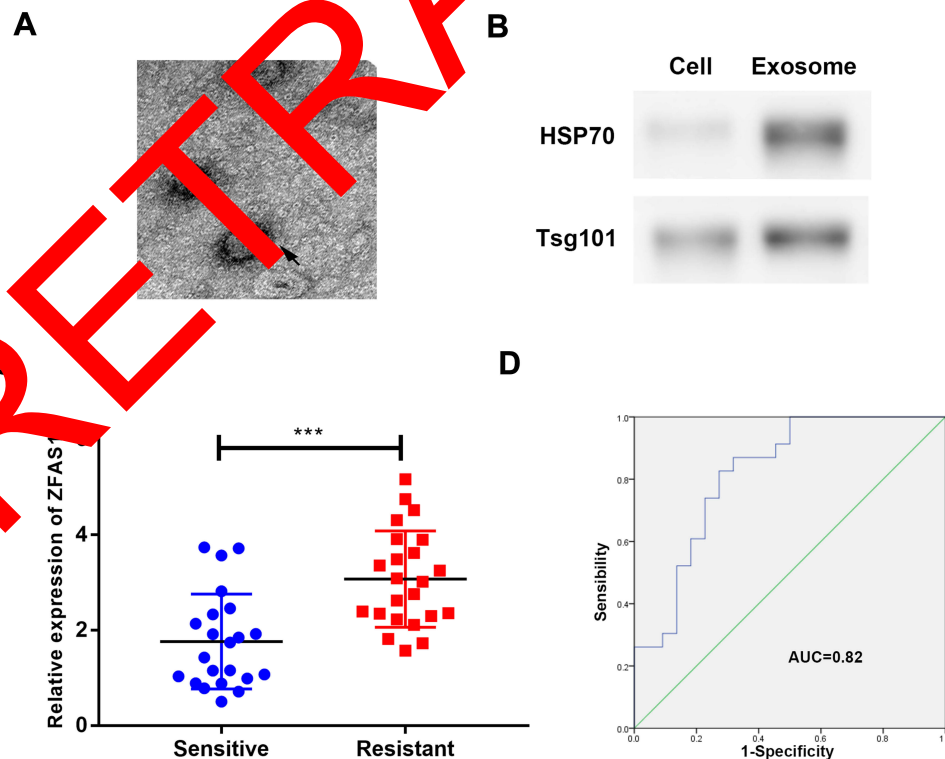 A
B
Cell Exosome
HSP70
Tsg101
RETRA
D
Relative expression of ZFAS1
***
4
2
0
Sensitive Resistant
Sensibility
1.0
0.8
0.6
0.4
0.2
0.0
AUC=0.82
0.0 0.2 0.4 0.6 0.8
1-Specificity